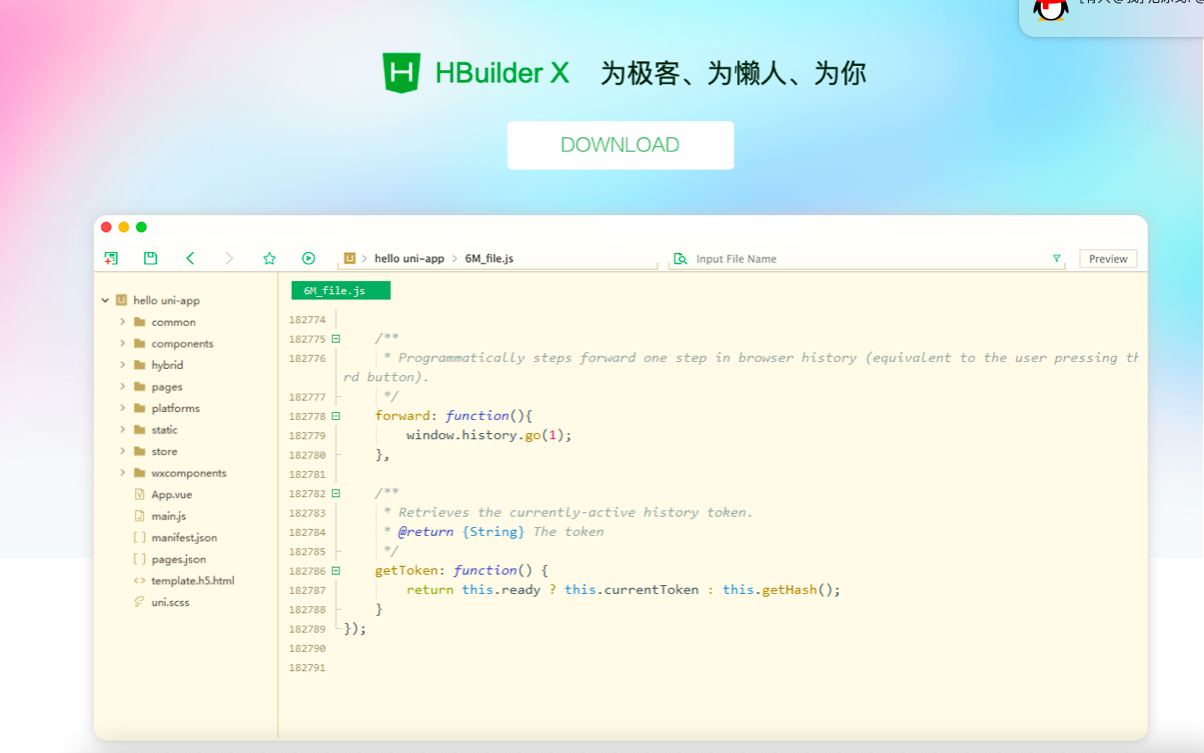 HBuilder X 为极客、为懒人、为你
DOWNLOAD
hello uni-app > 6M_file.js
Input File Name
Preview
hello uni-app
common
components
hybrid
pages
platforms
static
store
wxcomponents
App.vue
main.js
manifest.json
pages.json
template.h5.html
uni.scss
6M_file.js
182774
182775 /**
182776 * Programmatically steps forward one step in browser history (equivalent to the user pressing th
rd button).
182777 */
182778 forward: function(){
182779 window.history.go(1);
182780 },
182781
182782 /**
182783 * Retrieves the currently-active history token.
182784 * @return {String} The token
182785 */
182786 getToken: function() {
182787 return this.ready ? this.currentToken : this.getHash();
182788 }
182789 });
182790
182791